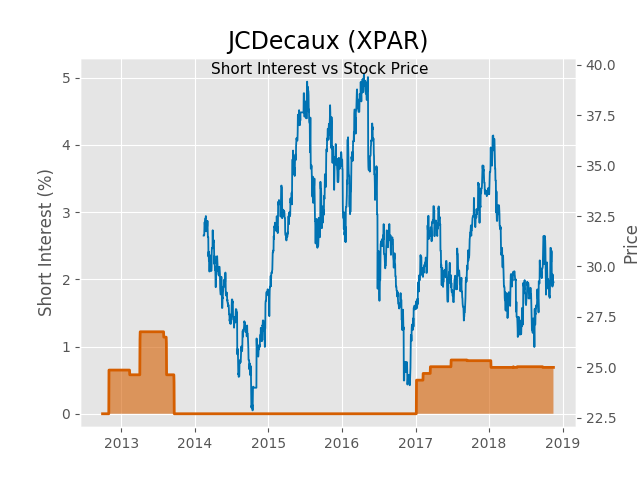 JCDecaux (XPAR)
Short Interest vs Stock Price
Short Interest (%)
5
4
3
2
1
0
40.0
37.5
35.0
32.5
30.0
27.5
25.0
22.5
Price
2013 2014 2015 2016 2017 2018 2019